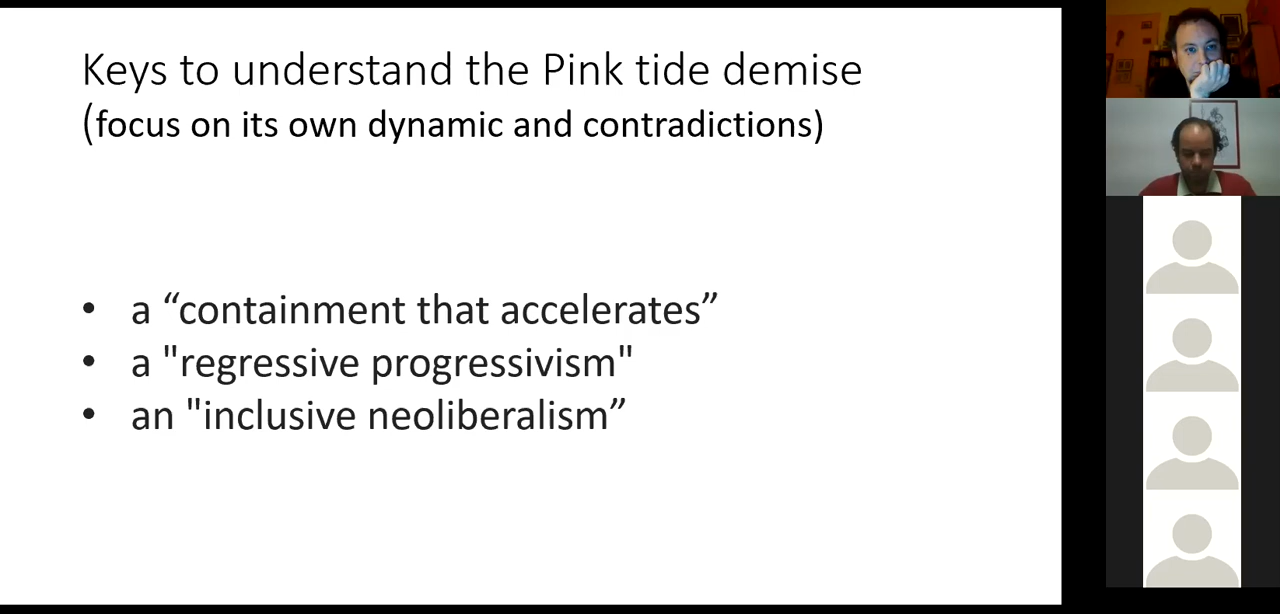 Keys to understand the Pink tide demise
(focus on its own dynamic and contradictions)
• a “containment that accelerates”
• a "regressive progressivism"
• an "inclusive neoliberalism”